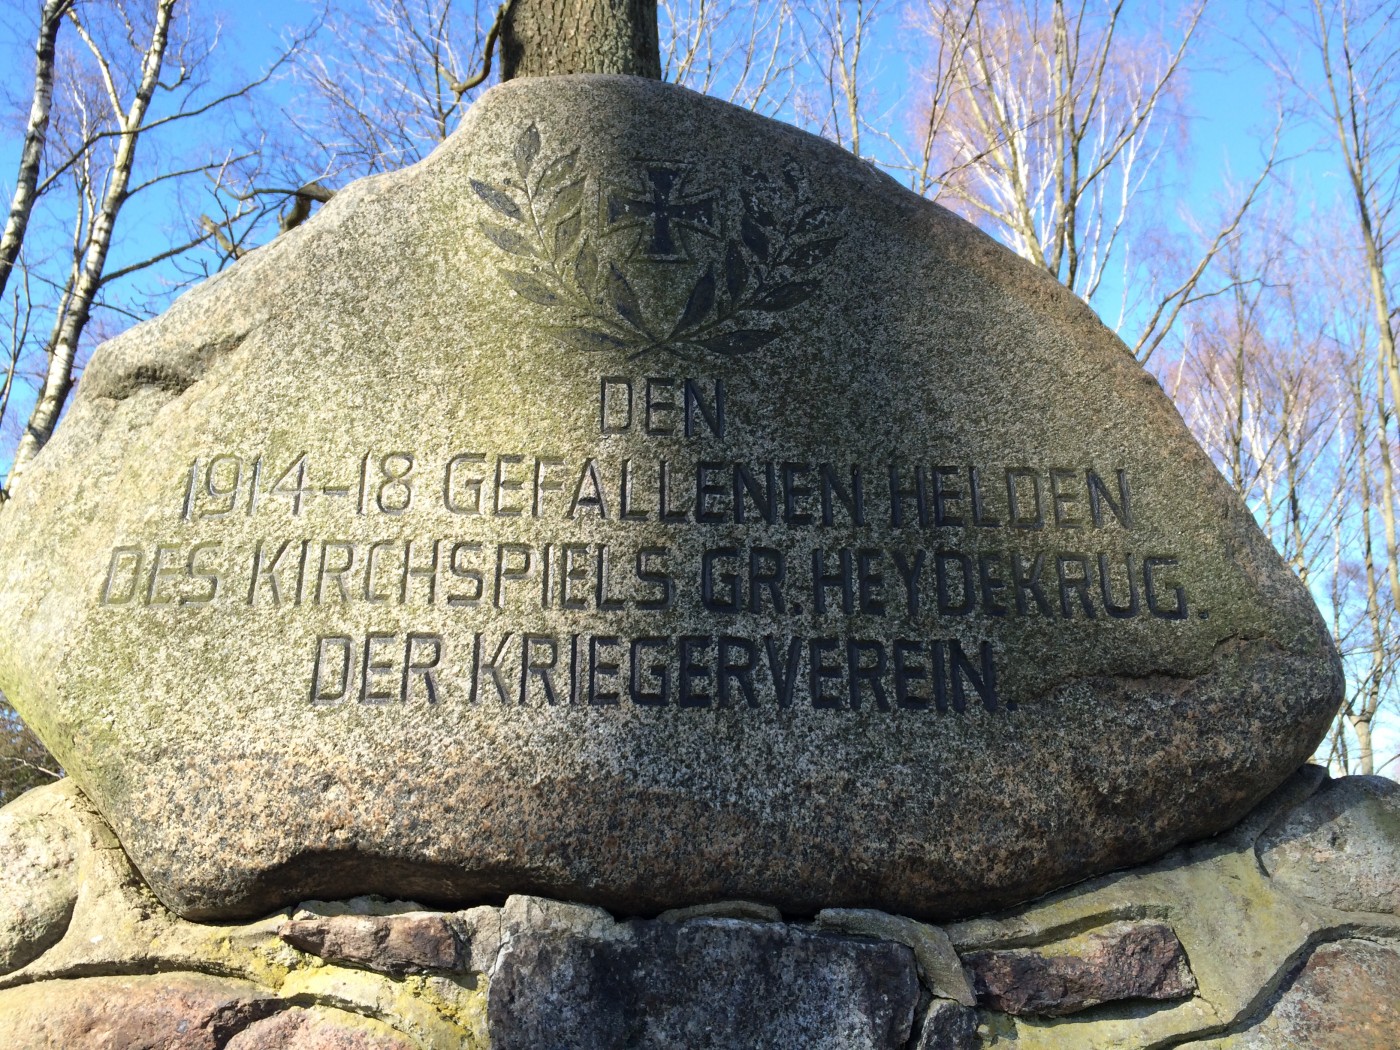 DEN
1914-18 GEFALLENEN HELDEN
DES KIRCHSPIELS GR. HEYDEKRUG.
DER KRIEGERVEREIN.